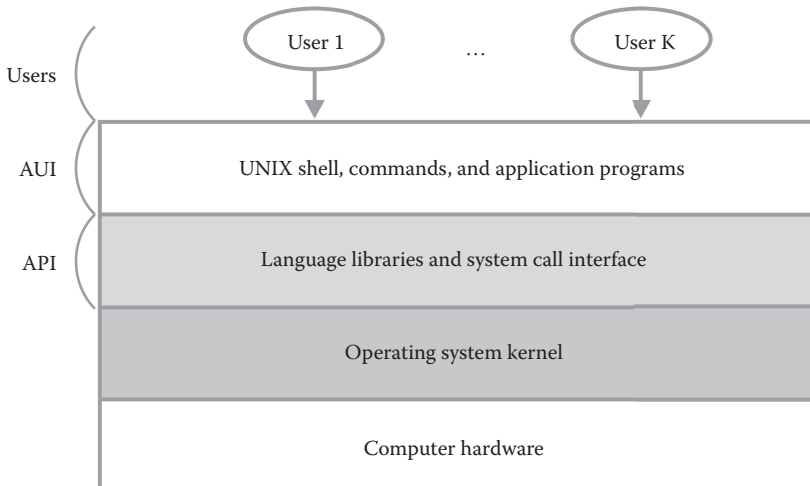 User 1
…
User K
Users
AUI
UNIX shell, commands, and application programs
API
Language libraries and system call interface
Operating system kernel
Computer hardware